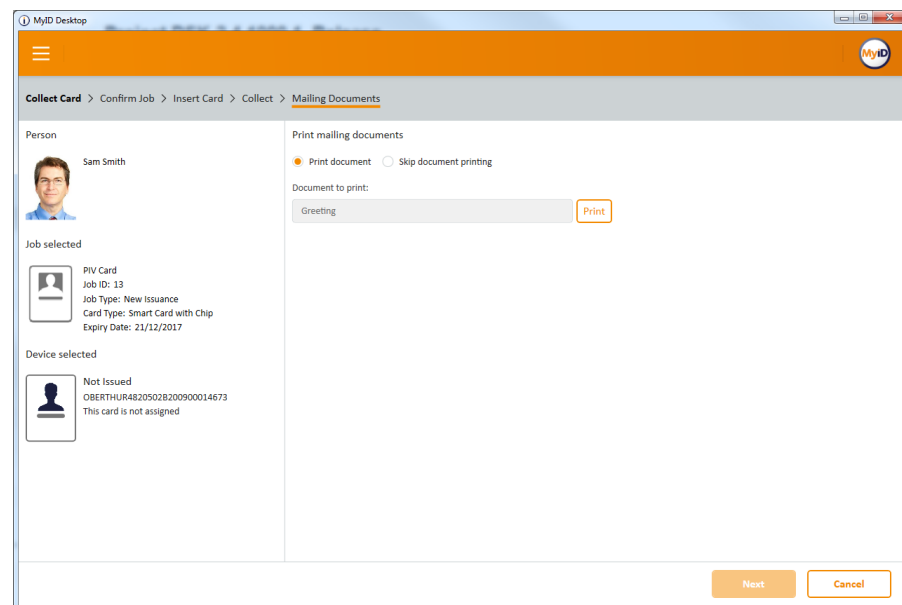 MyID Desktop
MyID
Collect Card > Confirm Job > Insert Card > Collect > Mailing Documents
Person
Sam Smith
Job selected
PIV Card
Job ID: 13
Job Type: New Issuance
Card Type: Smart Card with Chip
Expiry Date: 21/12/2017
Device selected
Not Issued
OBERTHUR4820502B200900014673
This card is not assigned
Print mailing documents
Print document Skip document printing
Document to print:
Greeting Print
Next Cancel